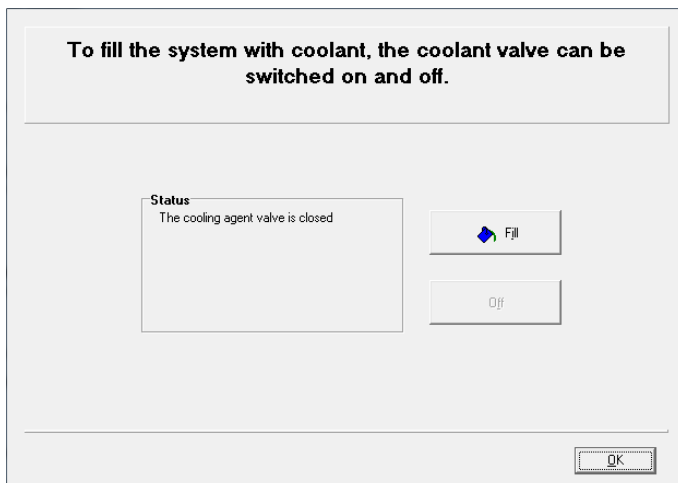 To fill the system with coolant, the coolant valve can be
switched on and off.
Status
The cooling agent valve is closed
Fill
Off
OK